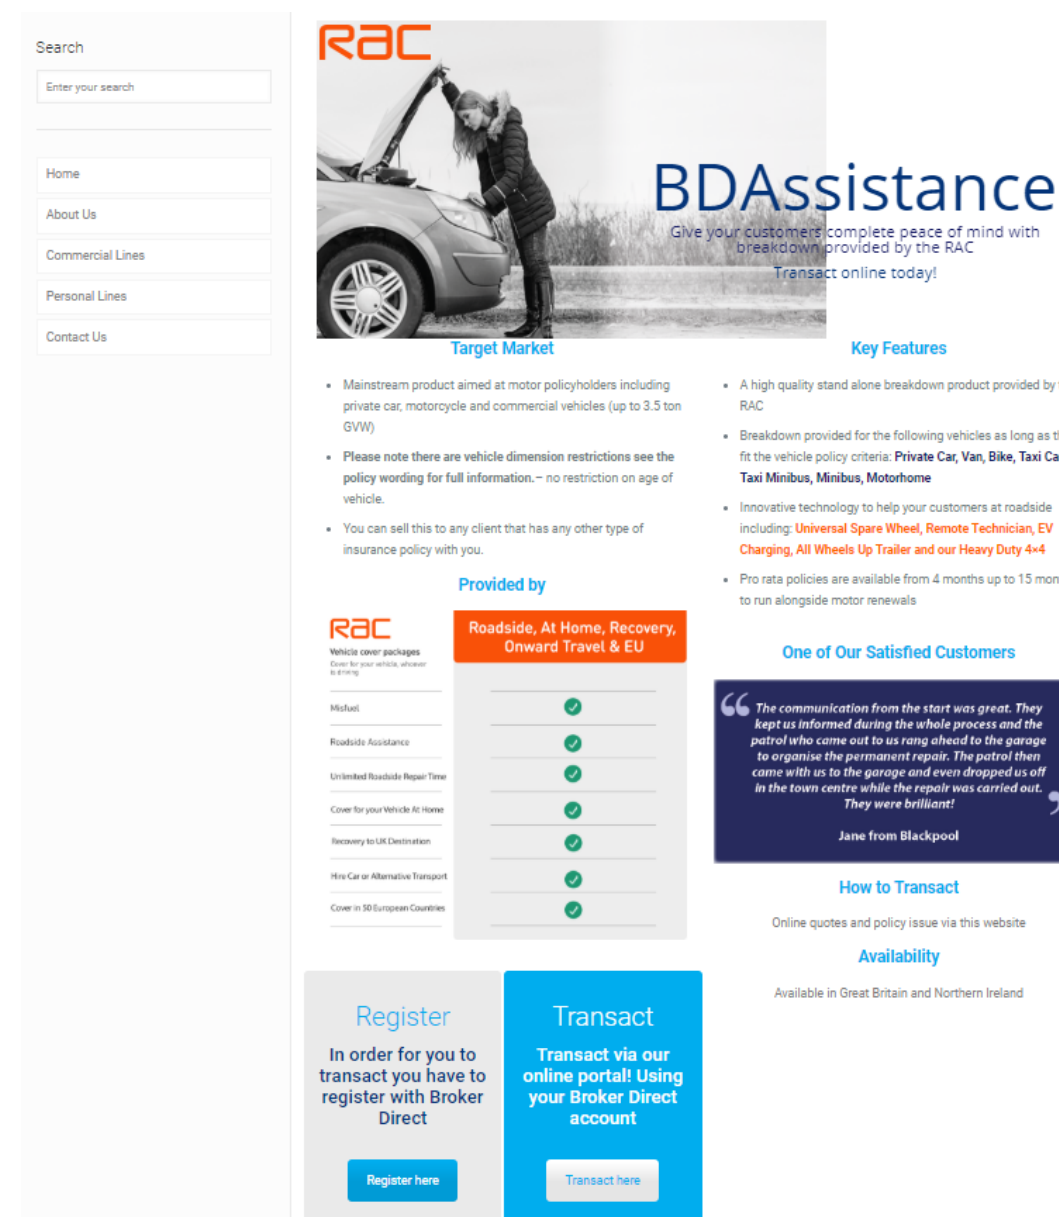 Search
Enter your search
Home
About Us
Commercial Lines
Personal Lines
Contact Us
RAC
BDAssistance
Give your customers complete peace of mind with
breakdown provided by the RAC
Transact online today!
Target Market
Mainstream product aimed at motor policyholders including
private car, motorcycle and commercial vehicles (up to 3.5 ton
GVW)
Please note there are vehicle dimension restrictions see the
policy wording for full information.– no restriction on age of
vehicle.
You can sell this to any client that has any other type of
insurance policy with you.
Provided by
RAC
Vehicle cover packages
Cover for your vehicle, whoever
is driving
Roadside, At Home, Recovery,
Onward Travel & EU
Misfuel
Roadside Assistance
Unlimited Roadside Repair Time
Cover for your Vehicle At Home
Recovery to UK Destination
Hire Car or Alternative Transport
Cover in 50 European Countries
Key Features
A high quality stand alone breakdown product provided by
RAC
Breakdown provided for the following vehicles as long as
fit the vehicle policy criteria: Private Car, Van, Bike, Taxi
Taxi Minibus, Minibus, Motorhome
Innovative technology to help your customers at roadside
including: Universal Spare Wheel, Remote Technician, EV
Charging, All Wheels Up Trailer and our Heavy Duty 4×4
Pro rata policies are available from 4 months up to 15
to run alongside motor renewals
One of Our Satisfied Customers
“ The communication from the start was great. They
kept us informed during the whole process and the
patrol who came out to us rang ahead to the garage
to organise the permanent repair. The patrol then
came with us to the garage and even dropped us off
in the town centre while the repair was carried out.
They were brilliant! ”
Jane from Blackpool
How to Transact
Online quotes and policy issue via this website
Availability
Available in Great Britain and Northern Ireland
Register
In order for you to
transact you have to
register with Broker
Direct
Register here
Transact
Transact via our
online portal! Using
your Broker Direct
account
Transact here